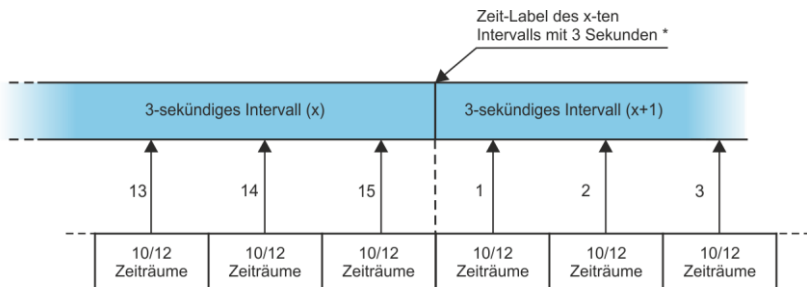 Zeit-Label des x-ten
Intervalls mit 3 Sekunden *
3-sekündiges Intervall (x)
3-sekündiges Intervall (x+1)
13
14
15
1
2
3
10/12
Zeiträume
10/12
Zeiträume
10/12
Zeiträume
10/12
Zeiträume
10/12
Zeiträume
10/12
Zeiträume